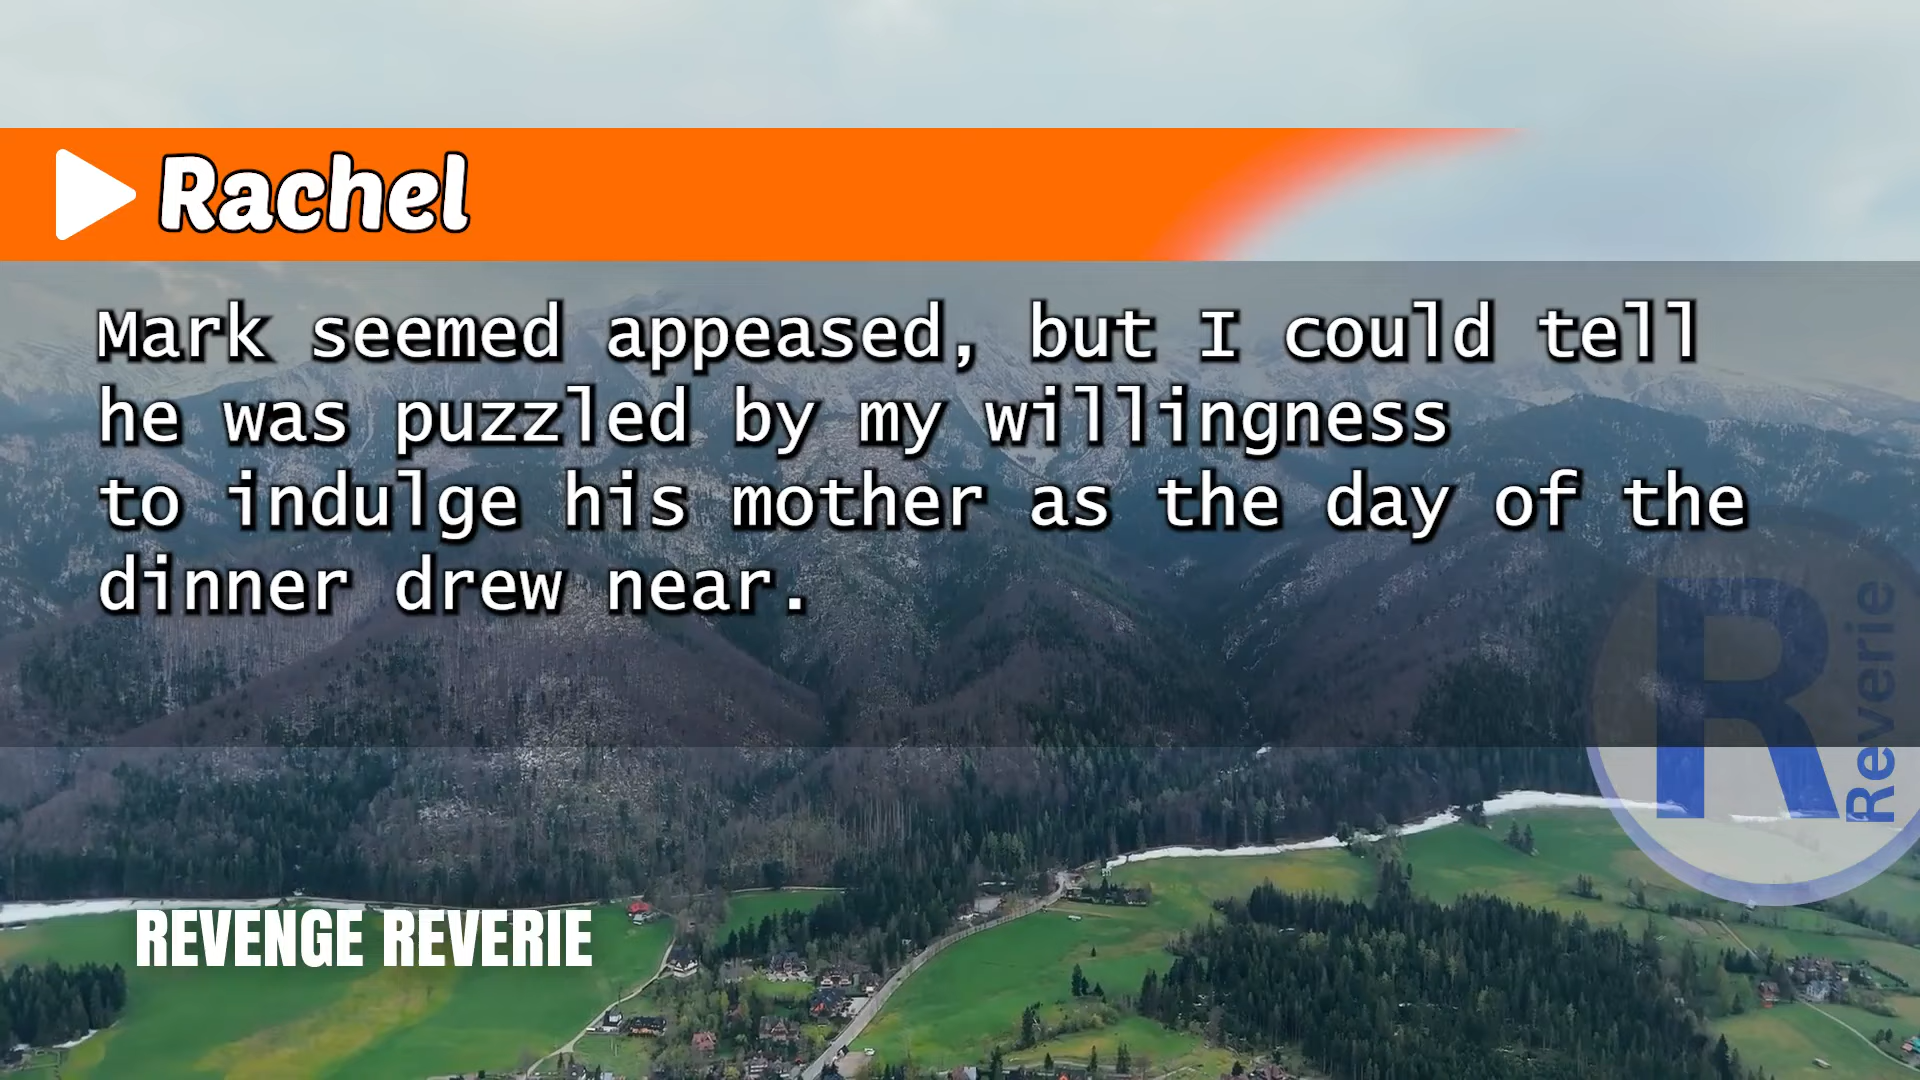 Rachel
Mark seemed appeased, but I could tell
he was puzzled by my willingness
to indulge his mother as the day of the
dinner drew near.
R
Reverie
REVENGE REVERIE